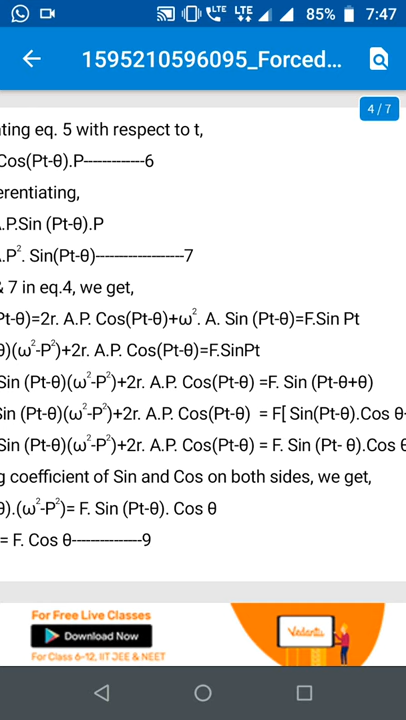 LTE LTE 85% 7:47
1595210596095_Forced...
4/7
ting eq. 5 with respect to t,
Cos(Pt-θ).P-------------6
erentiating,
.P.Sin (Pt-θ).P
.P². Sin(Pt-θ)-------------------7
& 7 in eq.4, we get,
Pt-θ)=2r. A.P. Cos(Pt-θ)+ω². A. Sin (Pt-θ)=F.Sin Pt
θ)(ω²-P²)+2r. A.P. Cos(Pt-θ)=F.SinPt
Sin (Pt-θ)(ω²-P²)+2r. A.P. Cos(Pt-θ) =F. Sin (Pt-θ+θ)
Sin (Pt-θ)(ω²-P²)+2r. A.P. Cos(Pt-θ) = F[ Sin(Pt-θ).Cos θ
Sin (Pt-θ)(ω²-P²)+2r. A.P. Cos(Pt-θ) = F. Sin (Pt- θ).Cos θ
g coefficient of Sin and Cos on both sides, we get,
θ).(ω²-P²)= F. Sin (Pt-θ). Cos θ
= F. Cos θ---------------9
For Free Live Classes
Download Now
For Class 6-12, IIT JEE & NEET
Vedantu